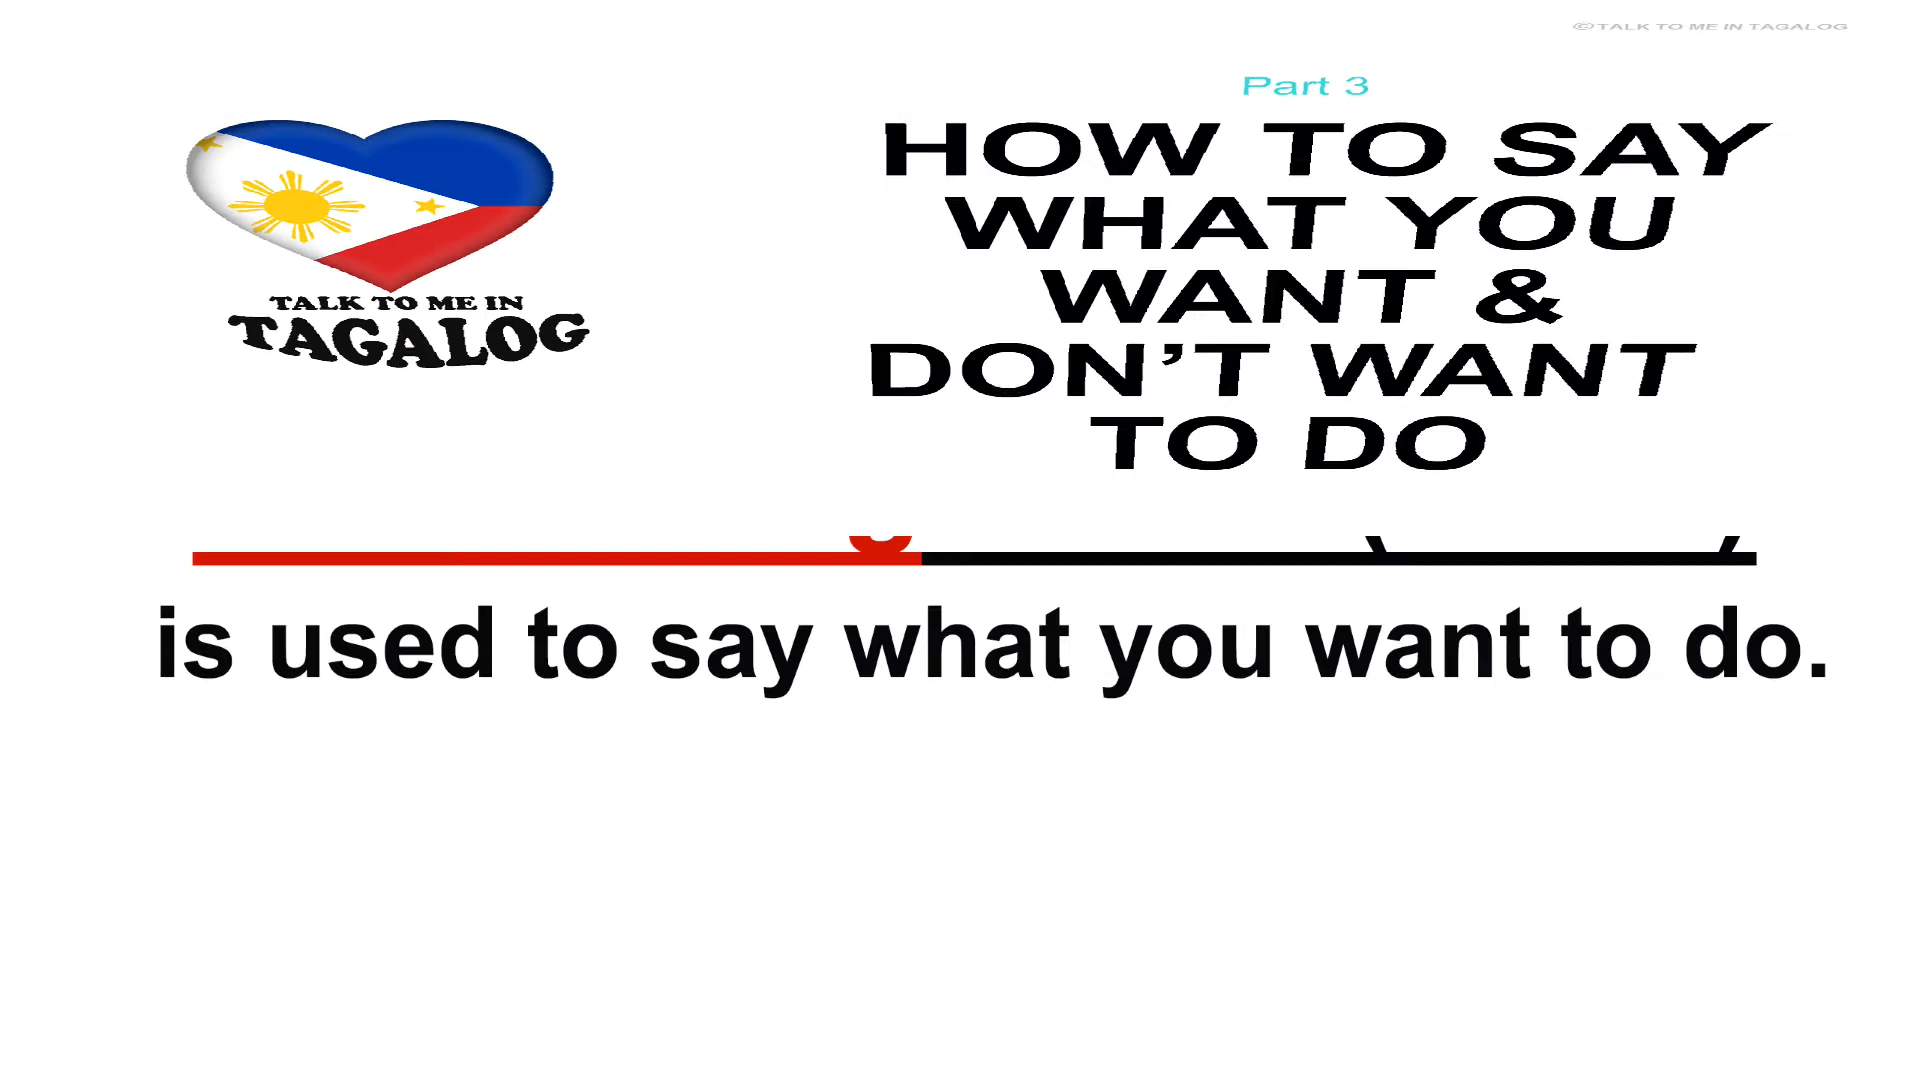 ©TALK TO ME IN TAGALOG
Part 3
HOW TO SAY
WHAT YOU
WANT &
DON'T WANT
TO DO
TALK TO ME IN
TAGALOG
is used to say what you want to do.